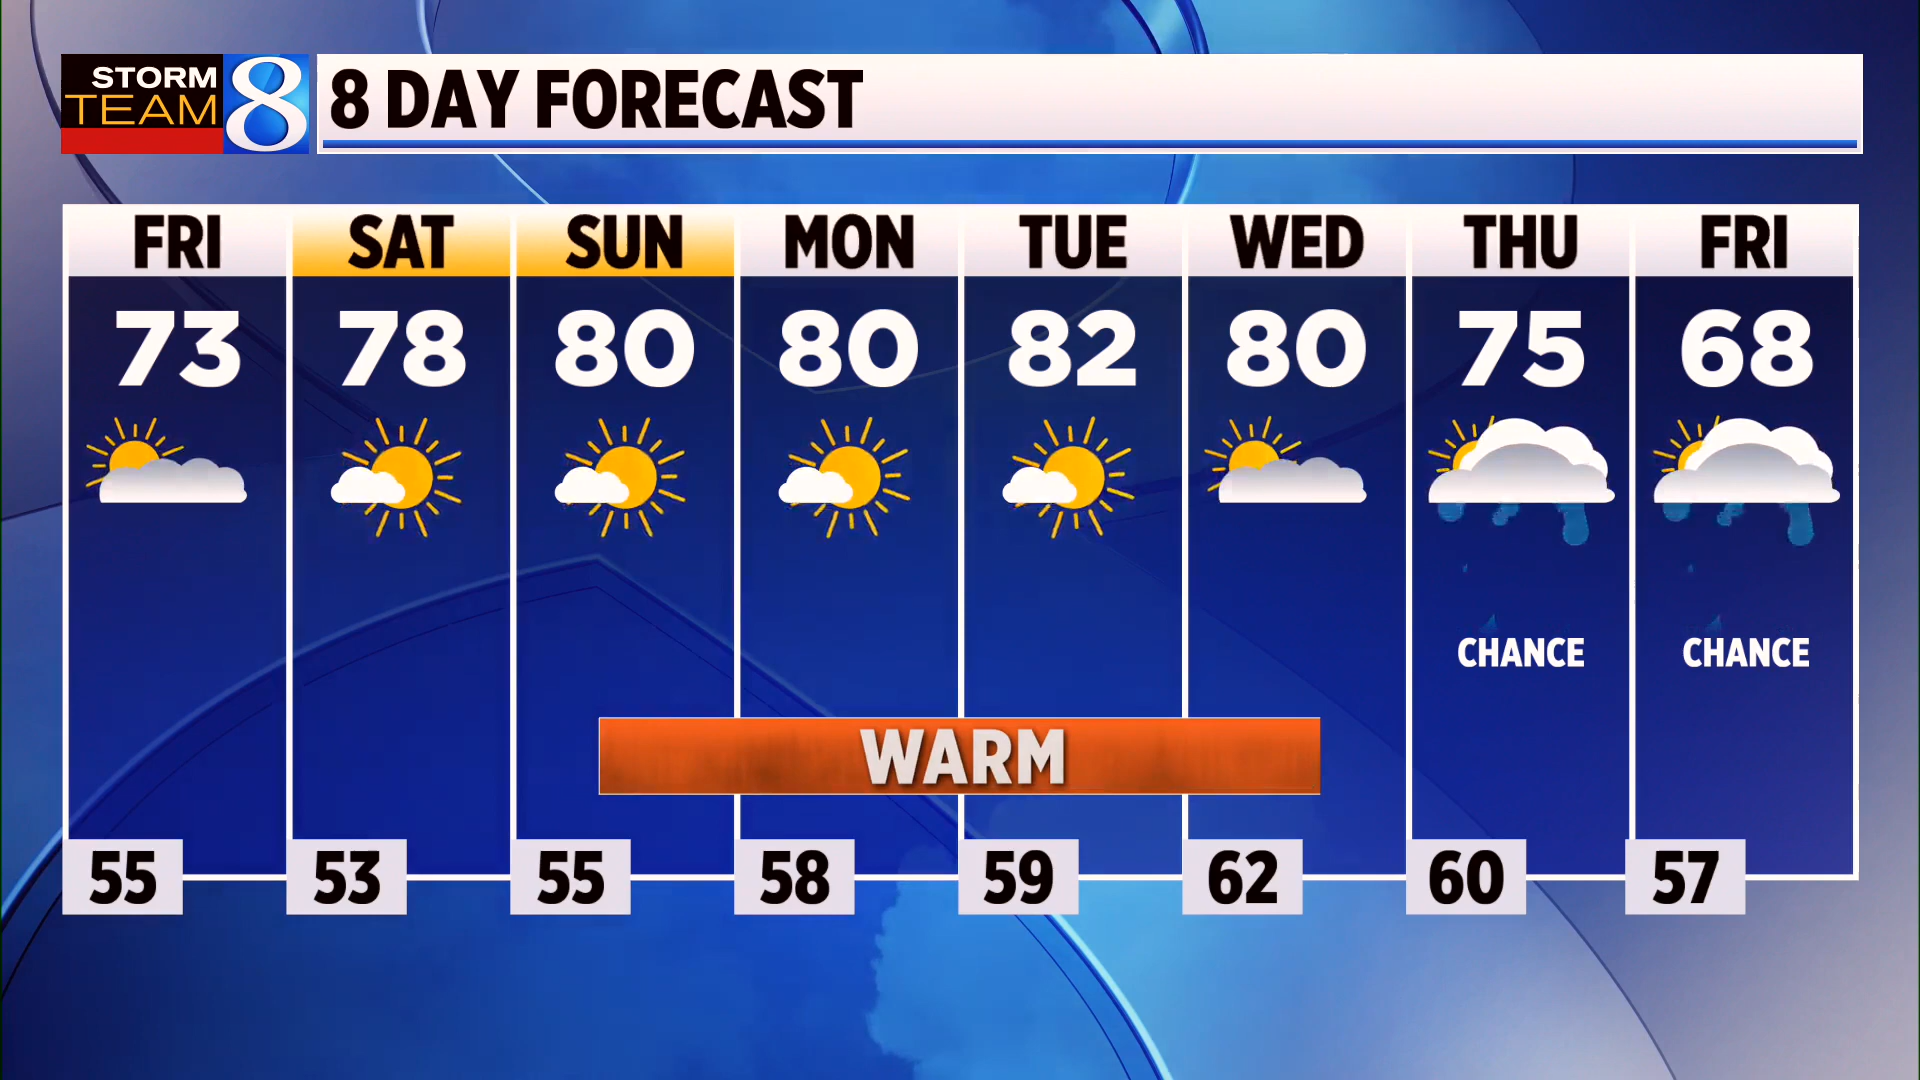 STORM
TEAM
8
8 DAY FORECAST
FRI SAT SUN MON TUE WED THU FRI
73 78 80 80 82 80 75 68
CHANCE CHANCE
WARM
55 53 55 58 59 62 60 57